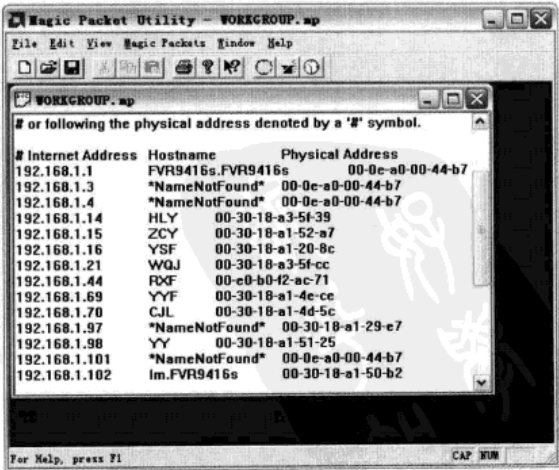 Magic Packet Utility - WORKGROUP.mp
File Edit View Magic Packets Window Help
WORKGROUP.mp
# or following the physical address denoted by a '#' symbol.
# Internet Address Hostname Physical Address
192.168.1.1 FVR9416s.FVR9416s 00-0e-a0-00-44-b7
192.168.1.3 *NameNotFound* 00-0e-a0-00-44-b7
192.168.1.4 *NameNotFound* 00-0e-a0-00-44-b7
192.168.1.14 HLY 00-30-18-a3-5f-39
192.168.1.15 ZCY 00-30-18-a1-52-a7
192.168.1.16 YSF 00-30-18-a1-20-8c
192.168.1.21 WQJ 00-30-18-a3-5f-cc
192.168.1.44 RXF 00-e0-b0-f2-ac-71
192.168.1.69 YYF 00-30-18-a1-4e-ce
192.168.1.70 CJL 00-30-18-a1-4d-5c
192.168.1.97 *NameNotFound* 00-30-18-a1-29-e7
192.168.1.98 YY 00-30-18-a1-51-25
192.168.1.101 *NameNotFound* 00-0e-a0-00-44-b7
192.168.1.102 lm.FVR9416s 00-30-18-a1-50-b2
For Help, press F1 CAP NUM